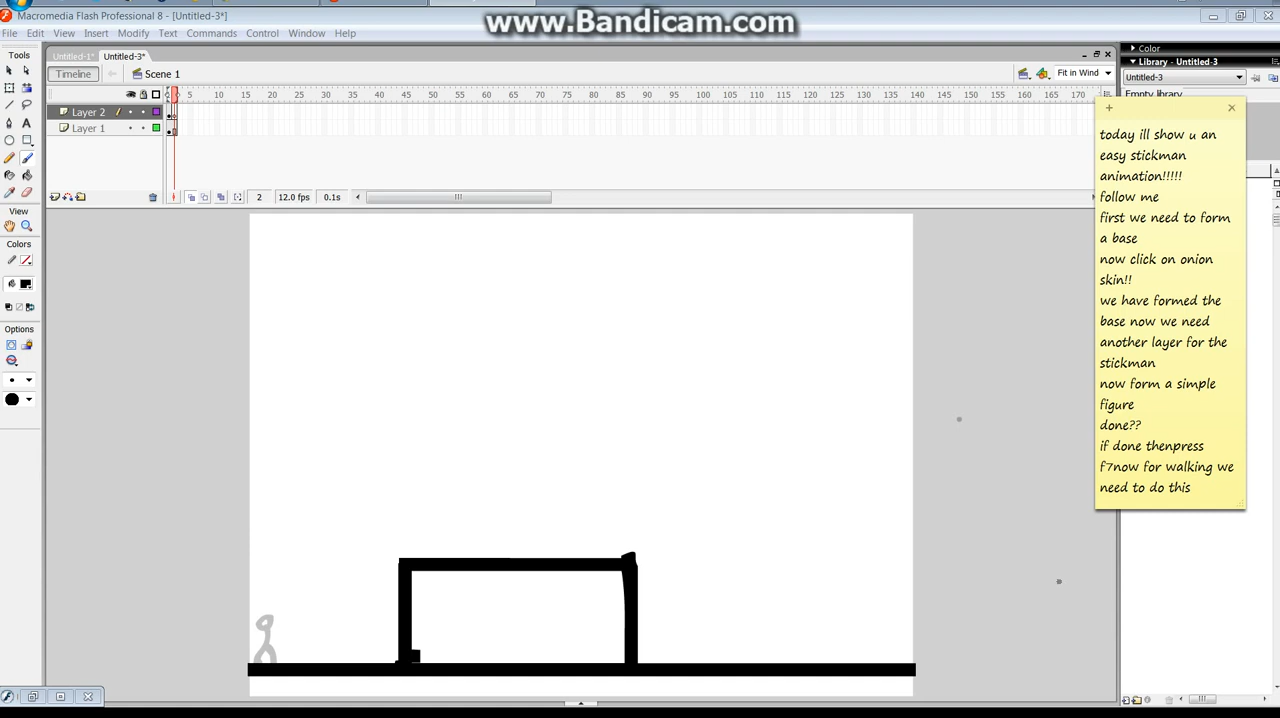 www.Bandicam.com
Macromedia Flash Professional 8 - [Untitled-3*]
File Edit View Insert Modify Text Commands Control Window Help
Tools
Untitled-1* Untitled-3*
Timeline Scene 1 Fit in Wind
Color
Library - Untitled-3
Untitled-3
Empty library
5 10 15 20 25 30 35 40 45 50 55 60 65 70 75 80 85 90 95 100 105 110 115 120 125 130 135 140 145 150 155 160 165 170
Layer 2
Layer 1
2 12.0 fps 0.1s
View
Colors
Options
today ill show u an
easy stickman
animation!!!!!
follow me
first we need to form
a base
now click on onion
skin!!
we have formed the
base now we need
another layer for the
stickman
now form a simple
figure
done??
if done thenpress
f7now for walking we
need to do this